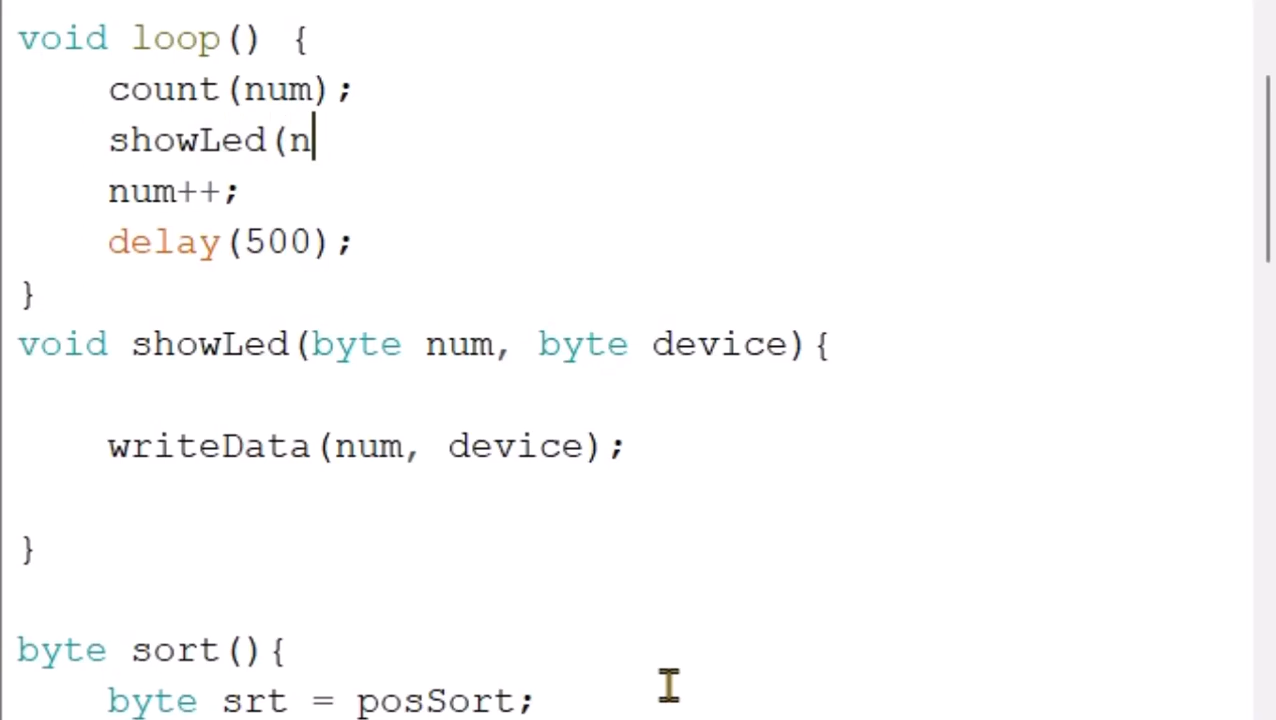 void loop() {
count(num);
showLed(n
num++;
delay(500);
}
void showLed(byte num, byte device){
writeData(num, device);
}
byte sort(){
byte srt = posSort;